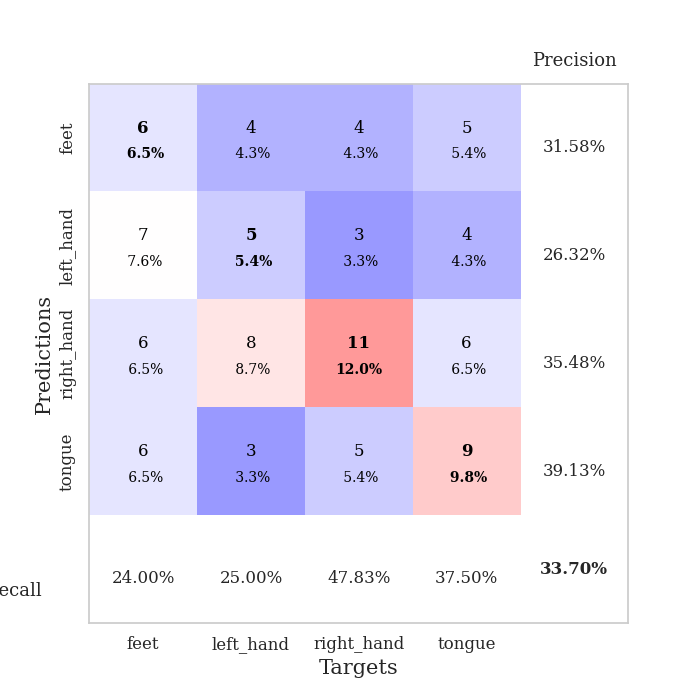 Precision
feet
6 4 4 5 31.58%
6.5% 4.3% 4.3% 5.4%
left_hand
7 5 3 4 26.32%
7.6% 5.4% 3.3% 4.3%
Predictions
right_hand
6 8 11 6 35.48%
6.5% 8.7% 12.0% 6.5%
tongue
6 3 5 9 39.13%
6.5% 3.3% 5.4% 9.8%
ecall 24.00% 25.00% 47.83% 37.50% 33.70%
feet left_hand right_hand tongue
Targets